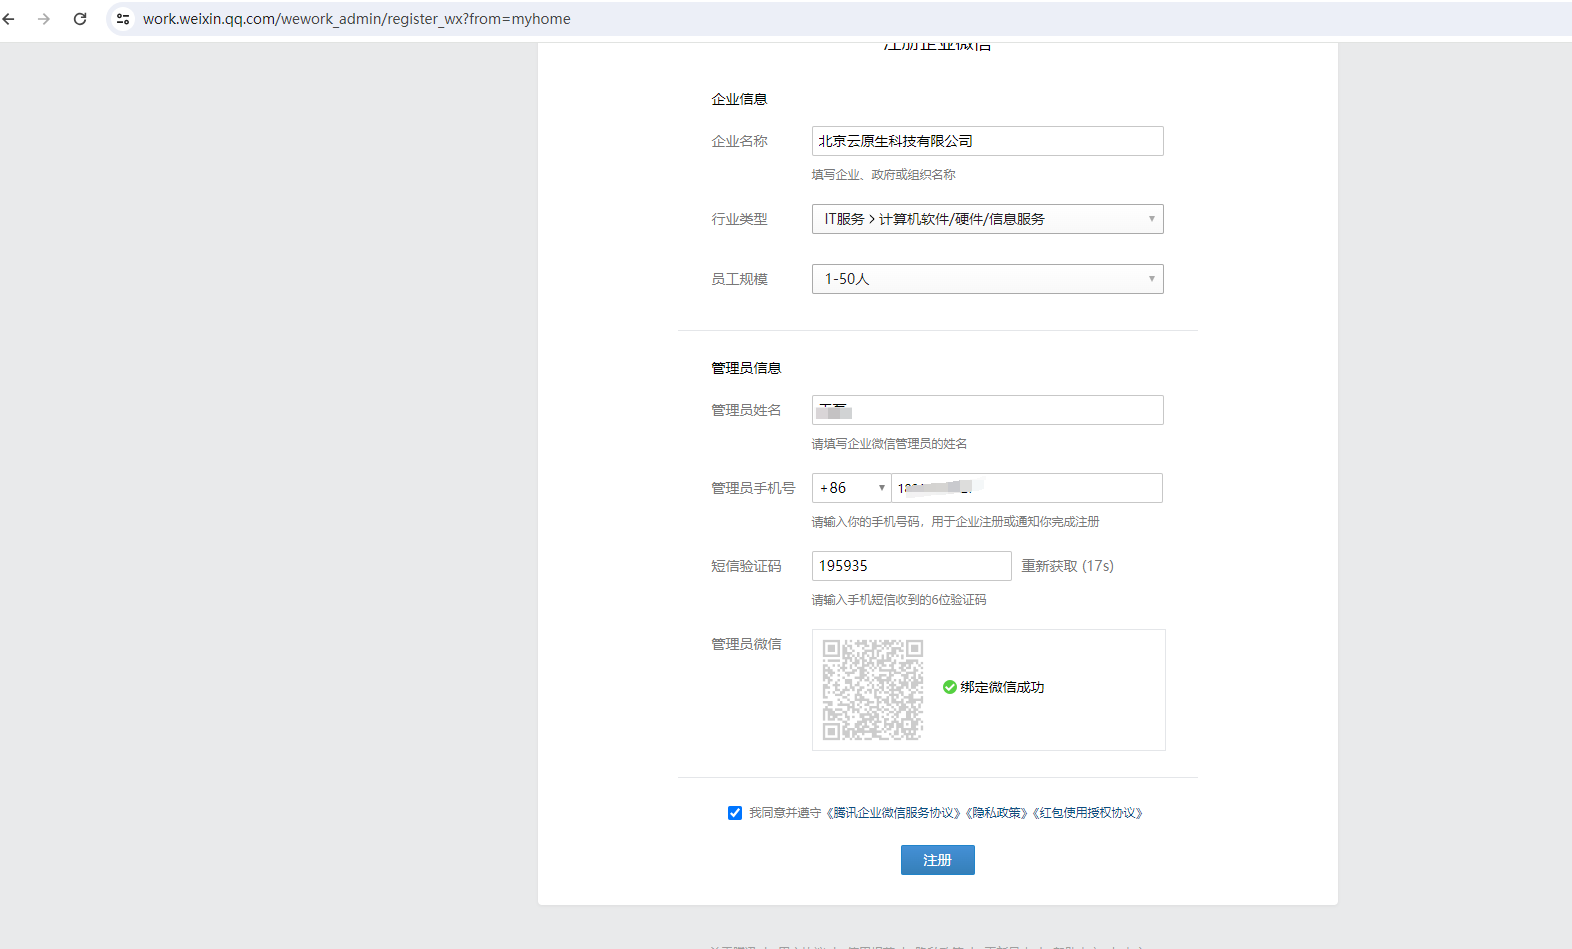 work.weixin.qq.com/wework_admin/register_wx?from=myhome
注册企业微信
企业信息
企业名称 北京云原生科技有限公司
填写企业、政府或组织名称
行业类型 IT服务 > 计算机软件/硬件/信息服务
员工规模 1-50人
管理员信息
管理员姓名
请填写企业微信管理员的姓名
管理员手机号 +86
请输入你的手机号码，用于企业注册或通知你完成注册
短信验证码 195935 重新获取 (17s)
请输入手机短信收到的6位验证码
管理员微信 绑定微信成功
我同意并遵守《腾讯企业微信服务协议》《隐私政策》《红包使用授权协议》
注册